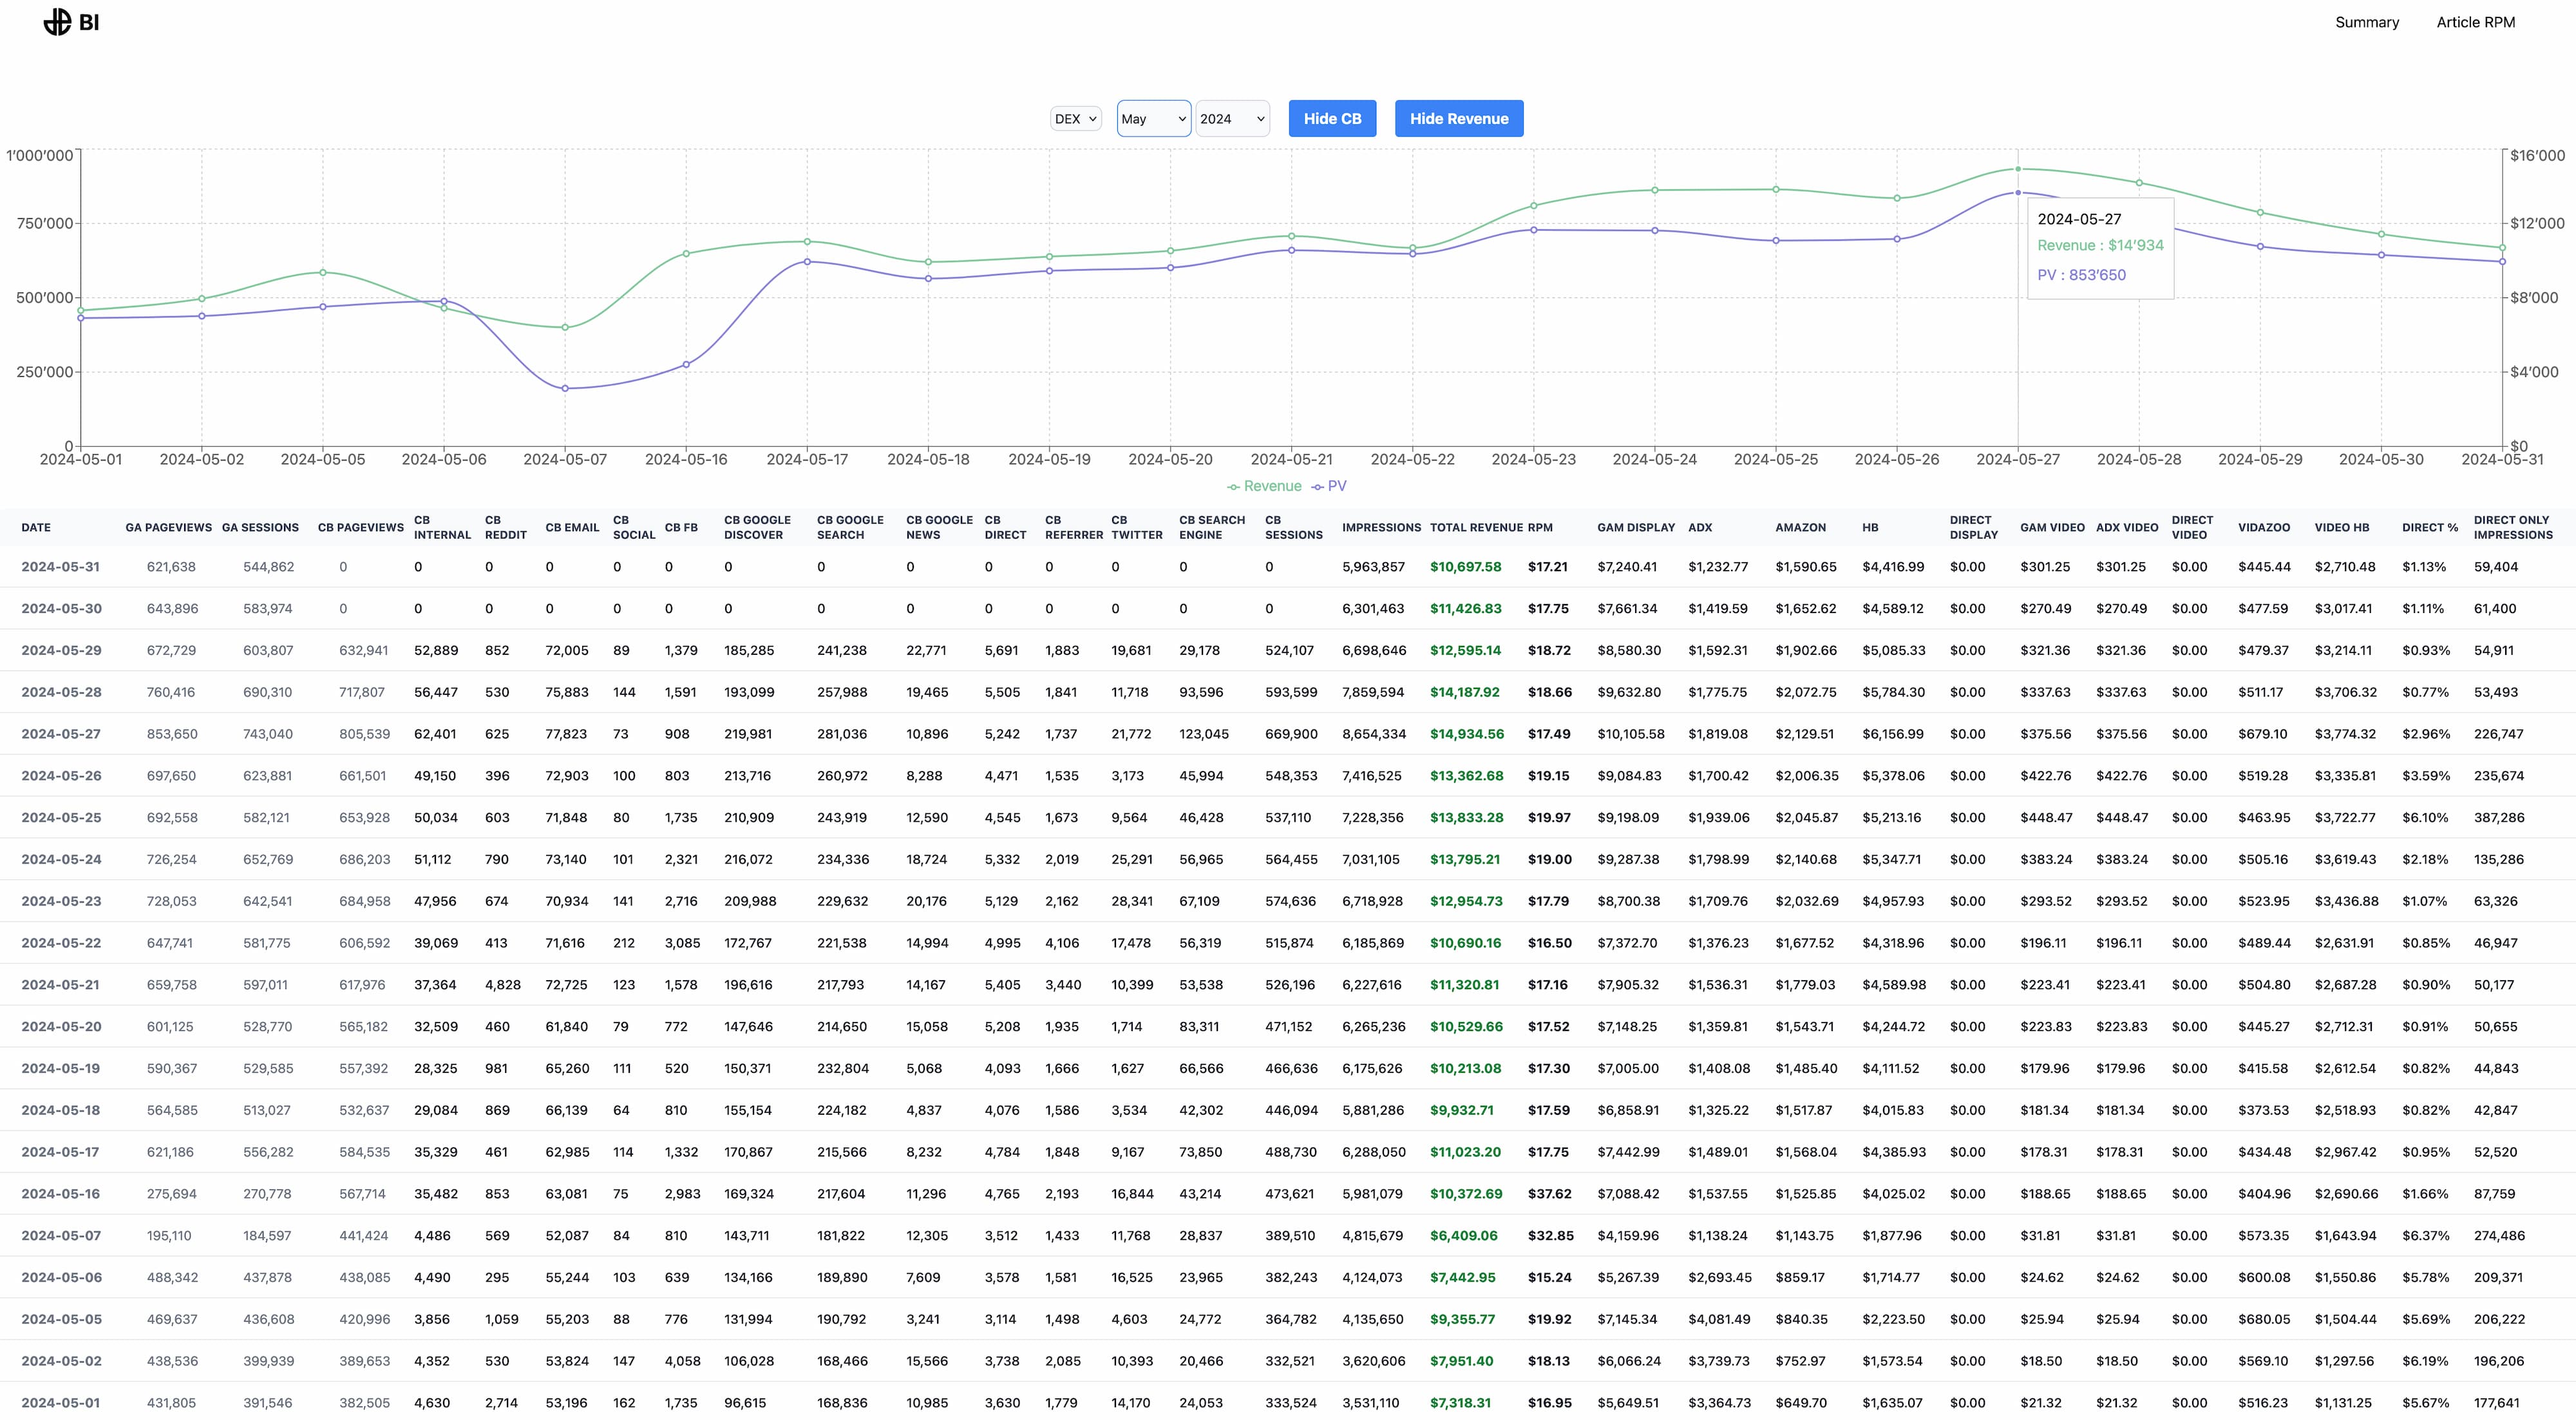 BI
Summary Article RPM
DEX May 2024 Hide CB Hide Revenue
1’000’000 $16’000
750’000 $12’000
2024-05-27
Revenue : $14’934
PV : 853’650
500’000 $8’000
250’000 $4’000
0 $0
2024-05-01 2024-05-02 2024-05-05 2024-05-06 2024-05-07 2024-05-16 2024-05-17 2024-05-18 2024-05-19 2024-05-20 2024-05-21 2024-05-22 2024-05-23 2024-05-24 2024-05-25 2024-05-26 2024-05-27 2024-05-28 2024-05-29 2024-05-30 2024-05-31
Revenue PV
DATE GA PAGEVIEWS GA SESSIONS CB PAGEVIEWS CB INTERNAL CB REDDIT CB EMAIL CB SOCIAL CB FB CB GOOGLE DISCOVER CB GOOGLE SEARCH CB GOOGLE NEWS CB DIRECT CB REFERRER CB TWITTER CB SEARCH ENGINE CB SESSIONS IMPRESSIONS TOTAL REVENUE RPM GAM DISPLAY ADX AMAZON HB DIRECT DISPLAY GAM VIDEO ADX VIDEO DIRECT VIDEO VIDAZOO VIDEO HB DIRECT % DIRECT ONLY IMPRESSIONS
2024-05-31 621,638 544,862 0 0 0 0 0 0 0 0 0 0 0 0 0 0 5,963,857 $10,697.58 $17.21 $7,240.41 $1,232.77 $1,590.65 $4,416.99 $0.00 $301.25 $301.25 $0.00 $445.44 $2,710.48 $1.13% 59,404
2024-05-30 643,896 583,974 0 0 0 0 0 0 0 0 0 0 0 0 0 0 6,301,463 $11,426.83 $17.75 $7,661.34 $1,419.59 $1,652.62 $4,589.12 $0.00 $270.49 $270.49 $0.00 $477.59 $3,017.41 $1.11% 61,400
2024-05-29 672,729 603,807 632,941 52,889 852 72,005 89 1,379 185,285 241,238 22,771 5,691 1,883 19,681 29,178 524,107 6,698,646 $12,595.14 $18.72 $8,580.30 $1,592.31 $1,902.66 $5,085.33 $0.00 $321.36 $321.36 $0.00 $479.37 $3,214.11 $0.93% 54,911
2024-05-28 760,416 690,310 717,807 56,447 530 75,883 144 1,591 193,099 257,988 19,465 5,505 1,841 11,718 93,596 593,599 7,859,594 $14,187.92 $18.66 $9,632.80 $1,775.75 $2,072.75 $5,784.30 $0.00 $337.63 $337.63 $0.00 $511.17 $3,706.32 $0.77% 53,493
2024-05-27 853,650 743,040 805,539 62,401 625 77,823 73 908 219,981 281,036 10,896 5,242 1,737 21,772 123,045 669,900 8,654,334 $14,934.56 $17.49 $10,105.58 $1,819.08 $2,129.51 $6,156.99 $0.00 $375.56 $375.56 $0.00 $679.10 $3,774.32 $2.96% 226,747
2024-05-26 697,650 623,881 661,501 49,150 396 72,903 100 803 213,716 260,972 8,288 4,471 1,535 3,173 45,994 548,353 7,416,525 $13,362.68 $19.15 $9,084.83 $1,700.42 $2,006.35 $5,378.06 $0.00 $422.76 $422.76 $0.00 $519.28 $3,335.81 $3.59% 235,674
2024-05-25 692,558 582,121 653,928 50,034 603 71,848 80 1,735 210,909 243,919 12,590 4,545 1,673 9,564 46,428 537,110 7,228,356 $13,833.28 $19.97 $9,198.09 $1,939.06 $2,045.87 $5,213.16 $0.00 $448.47 $448.47 $0.00 $463.95 $3,722.77 $6.10% 387,286
2024-05-24 726,254 652,769 686,203 51,112 790 73,140 101 2,321 216,072 234,336 18,724 5,332 2,019 25,291 56,965 564,455 7,031,105 $13,795.21 $19.00 $9,287.38 $1,798.99 $2,140.68 $5,347.71 $0.00 $383.24 $383.24 $0.00 $505.16 $3,619.43 $2.18% 135,286
2024-05-23 728,053 642,541 684,958 47,956 674 70,934 141 2,716 209,988 229,632 20,176 5,129 2,162 28,341 67,109 574,636 6,718,928 $12,954.73 $17.79 $8,700.38 $1,709.76 $2,032.69 $4,957.93 $0.00 $293.52 $293.52 $0.00 $523.95 $3,436.88 $1.07% 63,326
2024-05-22 647,741 581,775 606,592 39,069 413 71,616 212 3,085 172,767 221,538 14,994 4,995 4,106 17,478 56,319 515,874 6,185,869 $10,690.16 $16.50 $7,372.70 $1,376.23 $1,677.52 $4,318.96 $0.00 $196.11 $196.11 $0.00 $489.44 $2,631.91 $0.85% 46,947
2024-05-21 659,758 597,011 617,976 37,364 4,828 72,725 123 1,578 196,616 217,793 14,167 5,405 3,440 10,399 53,538 526,196 6,227,616 $11,320.81 $17.16 $7,905.32 $1,536.31 $1,779.03 $4,589.98 $0.00 $223.41 $223.41 $0.00 $504.80 $2,687.28 $0.90% 50,177
2024-05-20 601,125 528,770 565,182 32,509 460 61,840 79 772 147,646 214,650 15,058 5,208 1,935 1,714 83,311 471,152 6,265,236 $10,529.66 $17.52 $7,148.25 $1,359.81 $1,543.71 $4,244.72 $0.00 $223.83 $223.83 $0.00 $445.27 $2,712.31 $0.91% 50,655
2024-05-19 590,367 529,585 557,392 28,325 981 65,260 111 520 150,371 232,804 5,068 4,093 1,666 1,627 66,566 466,636 6,175,626 $10,213.08 $17.30 $7,005.00 $1,408.08 $1,485.40 $4,111.52 $0.00 $179.96 $179.96 $0.00 $415.58 $2,612.54 $0.82% 44,843
2024-05-18 564,585 513,027 532,637 29,084 869 66,139 64 810 155,154 224,182 4,837 4,076 1,586 3,534 42,302 446,094 5,881,286 $9,932.71 $17.59 $6,858.91 $1,325.22 $1,517.87 $4,015.83 $0.00 $181.34 $181.34 $0.00 $373.53 $2,518.93 $0.82% 42,847
2024-05-17 621,186 556,282 584,535 35,329 461 62,985 114 1,332 170,867 215,566 8,232 4,784 1,848 9,167 73,850 488,730 6,288,050 $11,023.20 $17.75 $7,442.99 $1,489.01 $1,568.04 $4,385.93 $0.00 $178.31 $178.31 $0.00 $434.48 $2,967.42 $0.95% 52,520
2024-05-16 275,694 270,778 567,714 35,482 853 63,081 75 2,983 169,324 217,604 11,296 4,765 2,193 16,844 43,214 473,621 5,981,079 $10,372.69 $37.62 $7,088.42 $1,537.55 $1,525.85 $4,025.02 $0.00 $188.65 $188.65 $0.00 $404.96 $2,690.66 $1.66% 87,759
2024-05-07 195,110 184,597 441,424 4,486 569 52,087 84 810 143,711 181,822 12,305 3,512 1,433 11,768 28,837 389,510 4,815,679 $6,409.06 $32.85 $4,159.96 $1,138.24 $1,143.75 $1,877.96 $0.00 $31.81 $31.81 $0.00 $573.35 $1,643.94 $6.37% 274,486
2024-05-06 488,342 437,878 438,085 4,490 295 55,244 103 639 134,166 189,890 7,609 3,578 1,581 16,525 23,965 382,243 4,124,073 $7,442.95 $15.24 $5,267.39 $2,693.45 $859.17 $1,714.77 $0.00 $24.62 $24.62 $0.00 $600.08 $1,550.86 $5.78% 209,371
2024-05-05 469,637 436,608 420,996 3,856 1,059 55,203 88 776 131,994 190,792 3,241 3,114 1,498 4,603 24,772 364,782 4,135,650 $9,355.77 $19.92 $7,145.34 $4,081.49 $840.35 $2,223.50 $0.00 $25.94 $25.94 $0.00 $680.05 $1,504.44 $5.69% 206,222
2024-05-02 438,536 399,939 389,653 4,352 530 53,824 147 4,058 106,028 168,466 15,566 3,738 2,085 10,393 20,466 332,521 3,620,606 $7,951.40 $18.13 $6,066.24 $3,739.73 $752.97 $1,573.54 $0.00 $18.50 $18.50 $0.00 $569.10 $1,297.56 $6.19% 196,206
2024-05-01 431,805 391,546 382,505 4,630 2,714 53,196 162 1,735 96,615 168,836 10,985 3,630 1,779 14,170 24,053 333,524 3,531,110 $7,318.31 $16.95 $5,649.51 $3,364.73 $649.70 $1,635.07 $0.00 $21.32 $21.32 $0.00 $516.23 $1,131.25 $5.67% 177,641